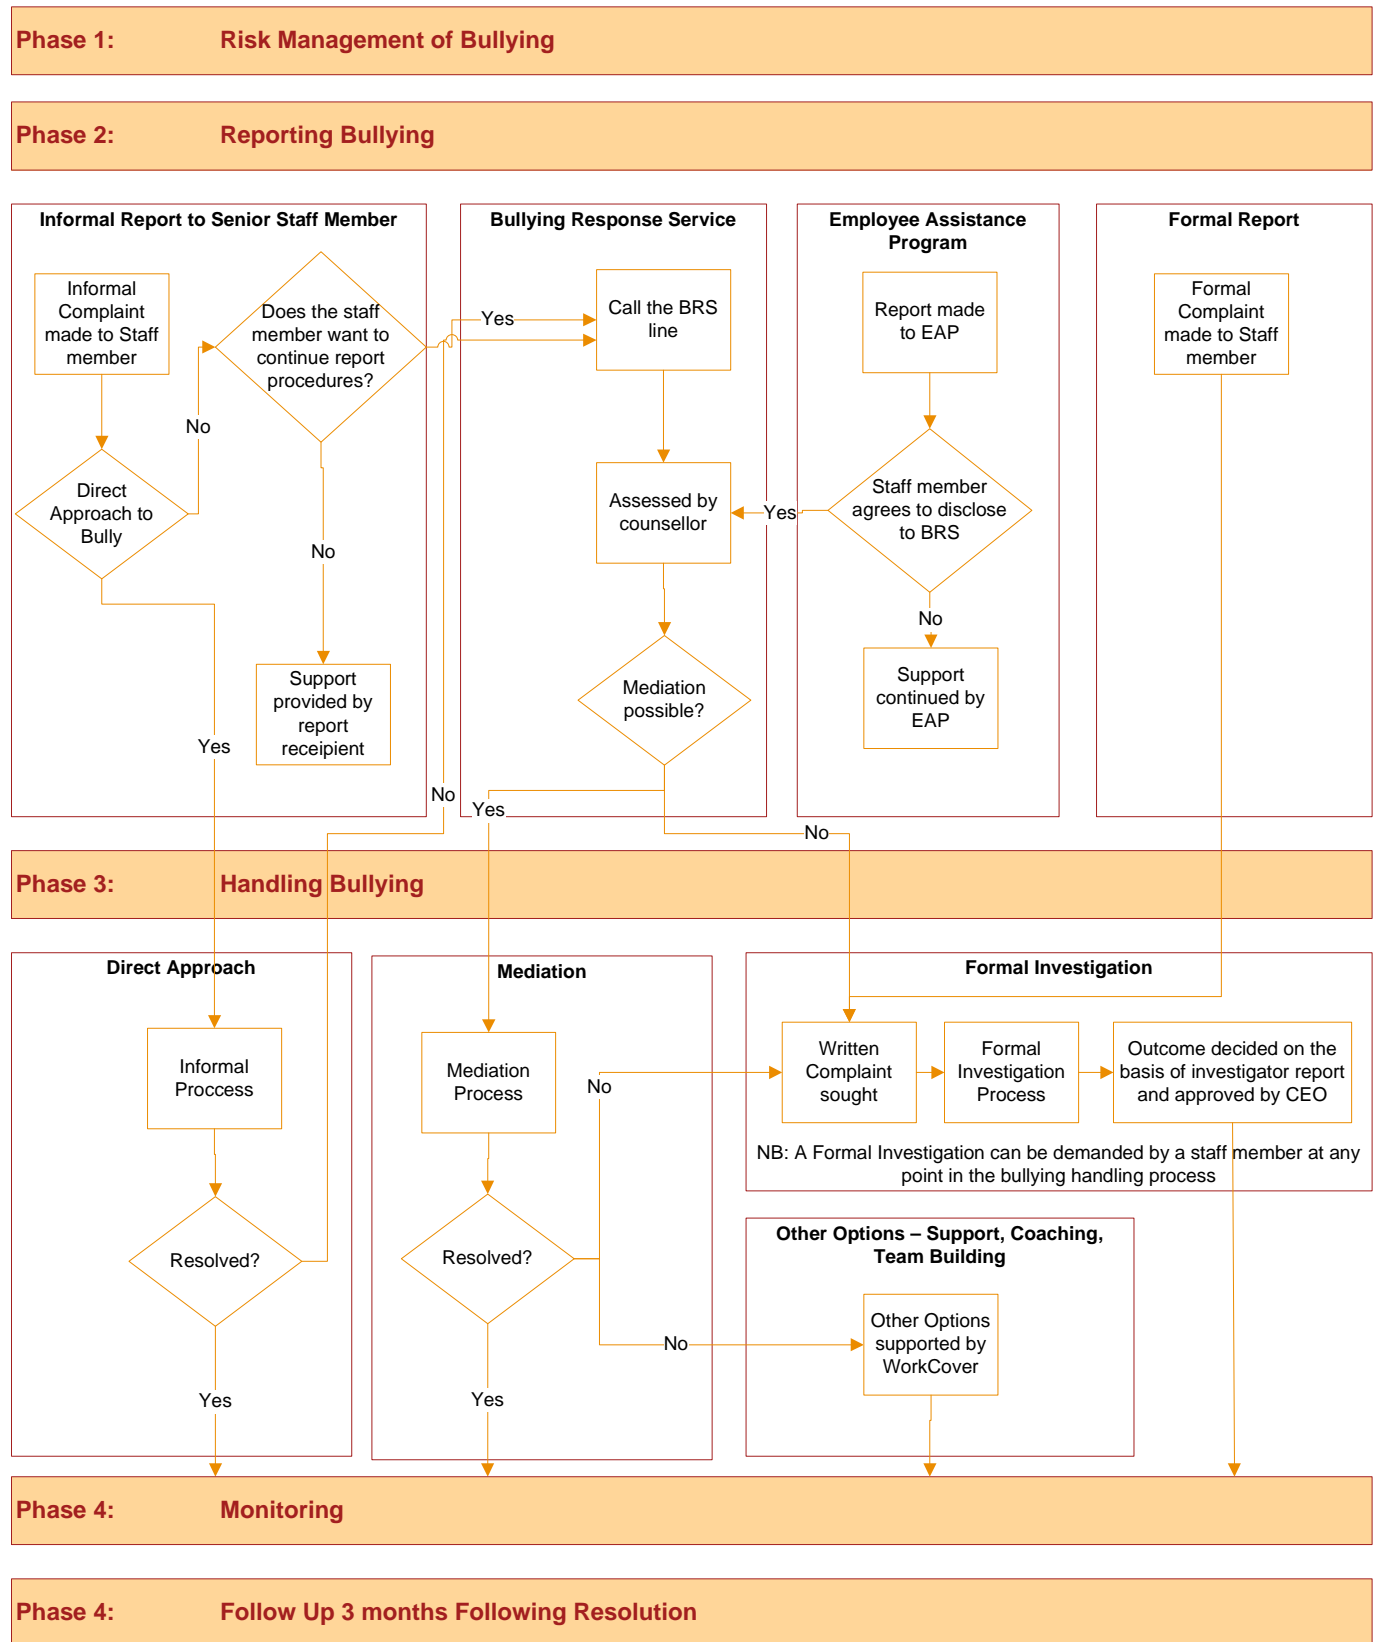 Phase 1: Risk Management of Bullying
Phase 2: Reporting Bullying
Informal Report to Senior Staff Member
Informal
Complaint
made to Staff
member
Does the staff
member want to
continue report
procedures?
No
Direct
Approach to
Bully
No
Support
provided by
report
receipient
Yes
Bullying Response Service
Yes
Call the BRS
line
Assessed by
counsellor
Mediation
possible?
No
Yes
Employee Assistance
Program
Report made
to EAP
Staff member
agrees to disclose
to BRS
Yes
No
Support
continued by
EAP
No
Formal Report
Formal
Complaint
made to Staff
member
Phase 3: Handling Bullying
Direct Approach
Informal
Proccess
Resolved?
Yes
Mediation
Mediation
Process
No
Resolved?
No
Yes
Formal Investigation
Written
Complaint
sought
Formal
Investigation
Process
Outcome decided on the
basis of investigator report
and approved by CEO
NB: A Formal Investigation can be demanded by a staff member at any
point in the bullying handling process
Other Options – Support, Coaching,
Team Building
Other Options
supported by
WorkCover
Phase 4: Monitoring
Phase 4: Follow Up 3 months Following Resolution